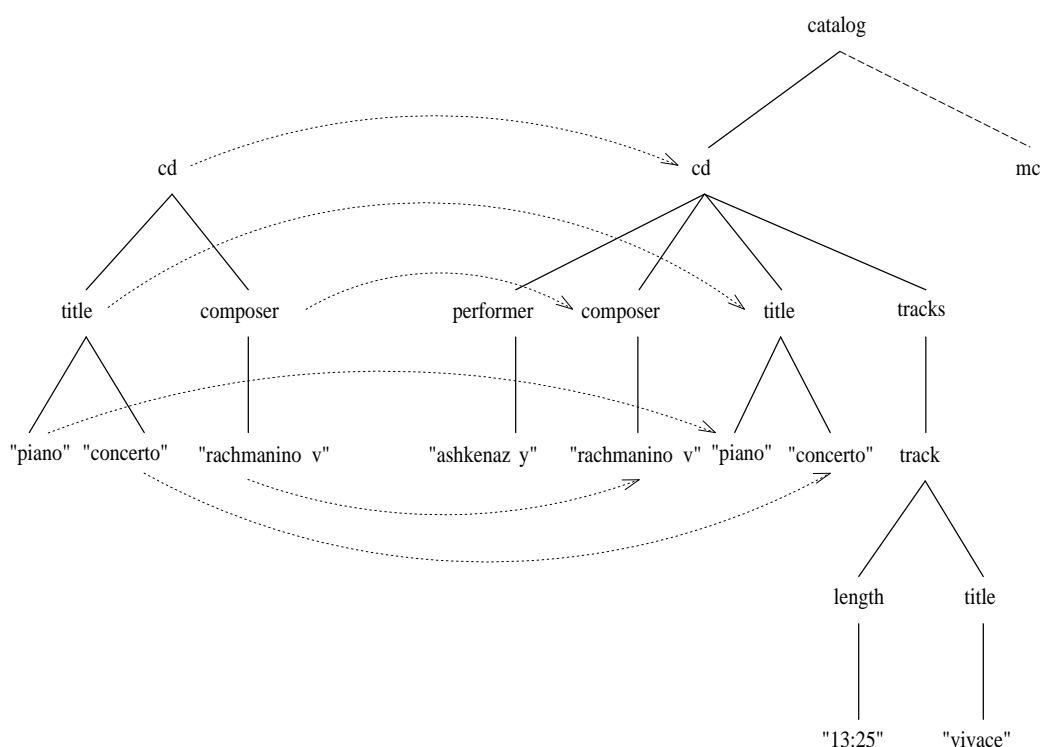 catalog
cd cd mc
title composer performer composer title tracks
"piano" "concerto" "rachmanino v" "ashkenaz y" "rachmanino v" "piano" "concerto" track
length title
"13:25" "vivace"